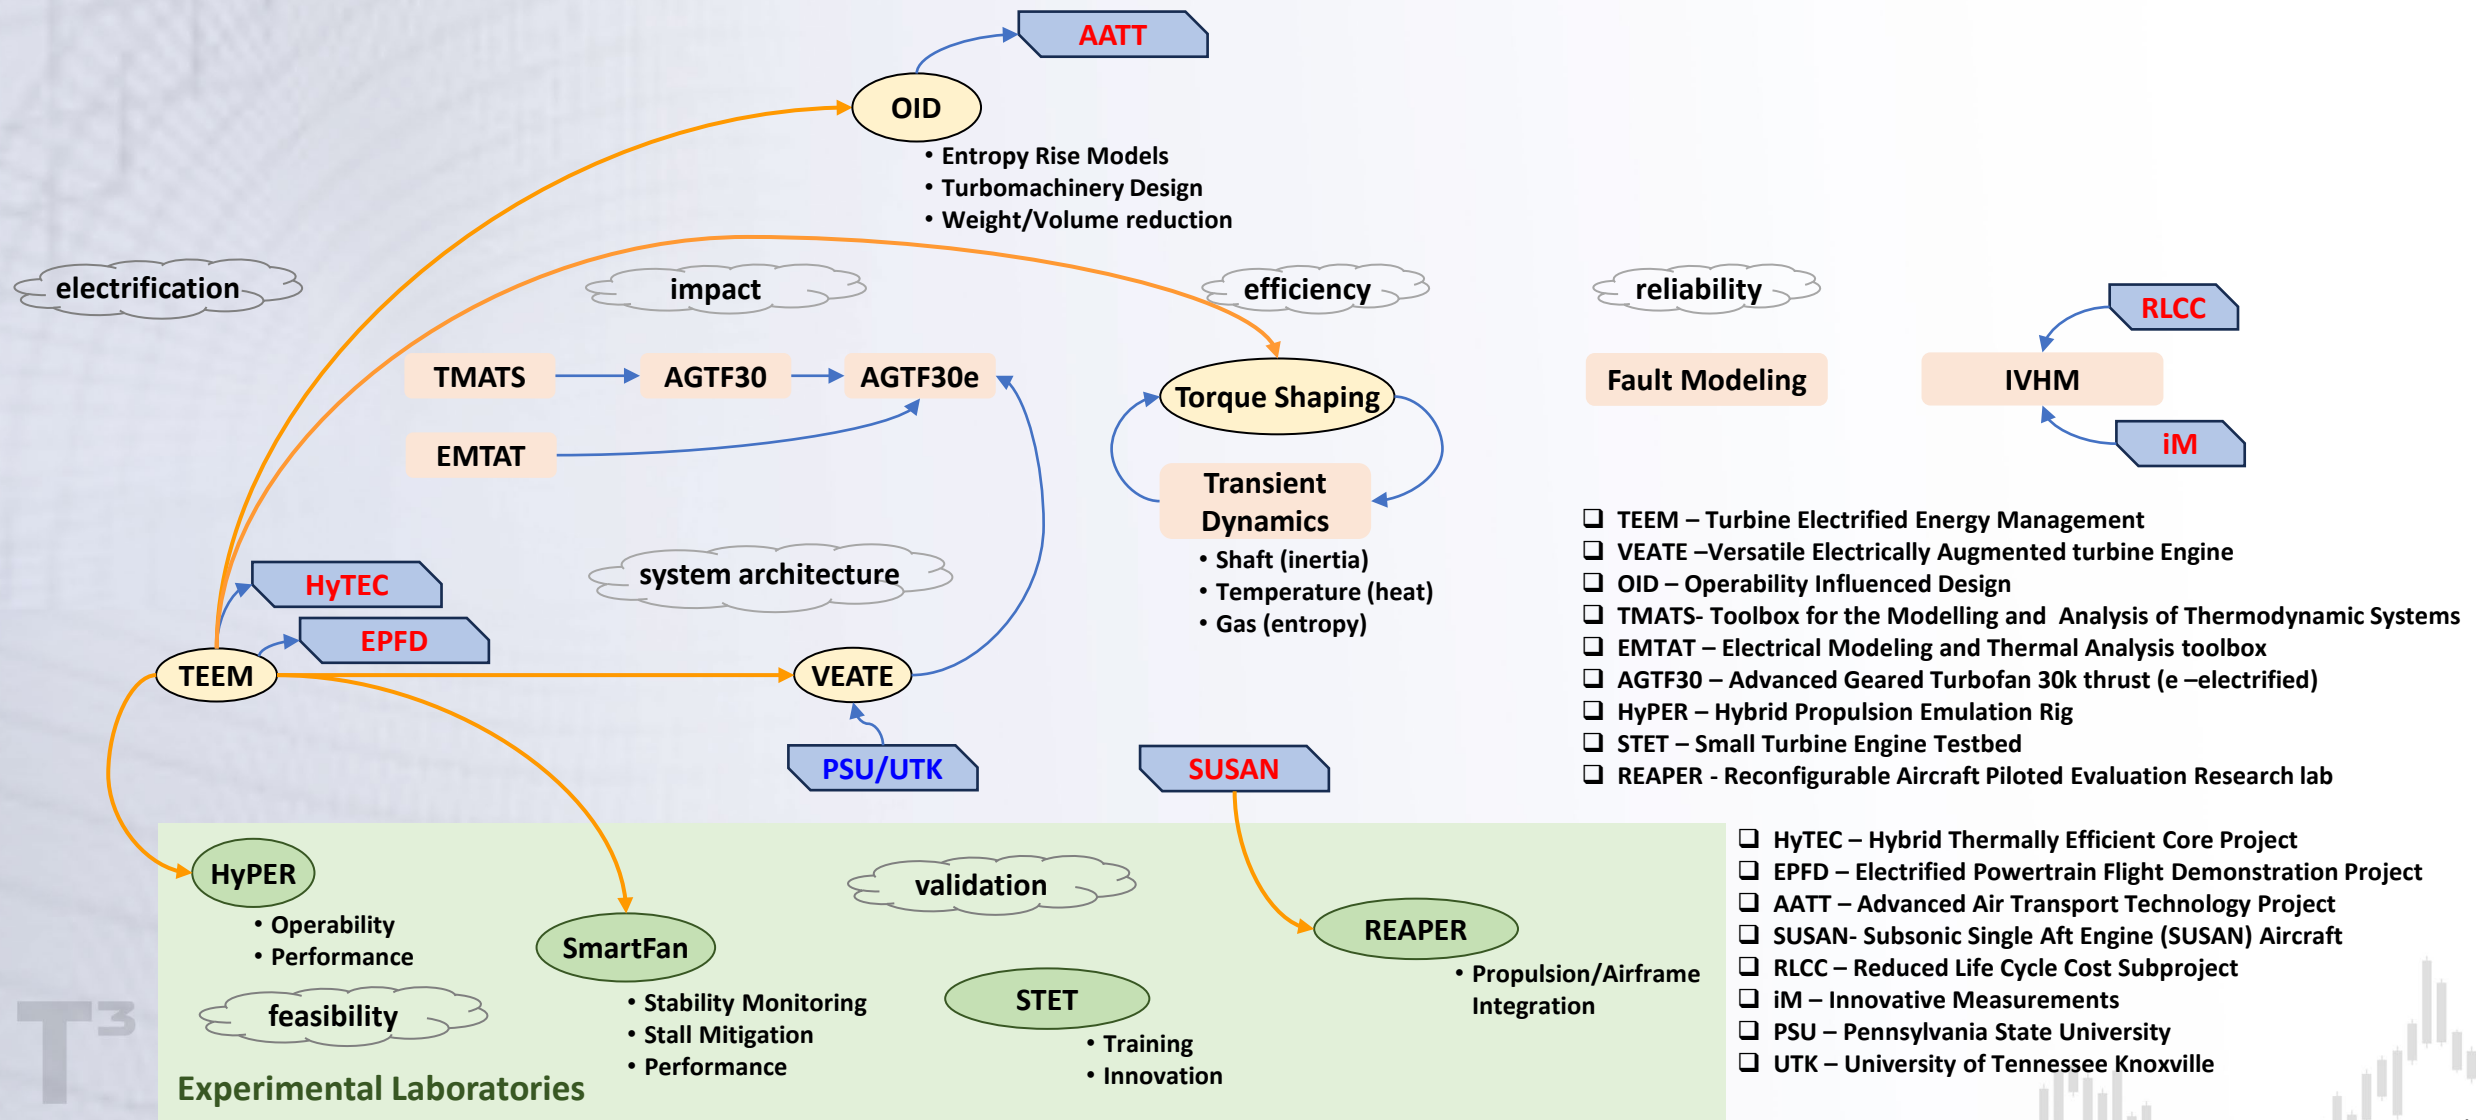 AATT
OID
• Entropy Rise Models
• Turbomachinery Design
• Weight/Volume reduction
electrification
impact
efficiency
reliability
RLCC
TMATS
AGTF30
AGTF30e
Torque Shaping
Fault Modeling
IVHM
EMTAT
iM
Transient
Dynamics
• Shaft (inertia)
• Temperature (heat)
• Gas (entropy)
system architecture
HyTEC
EPFD
TEEM
VEATE
PSU/UTK
SUSAN
❑ TEEM – Turbine Electrified Energy Management
❑ VEATE –Versatile Electrically Augmented turbine Engine
❑ OID – Operability Influenced Design
❑ TMATS- Toolbox for the Modelling and Analysis of Thermodynamic Systems
❑ EMTAT – Electrical Modeling and Thermal Analysis toolbox
❑ AGTF30 – Advanced Geared Turbofan 30k thrust (e –electrified)
❑ HyPER – Hybrid Propulsion Emulation Rig
❑ STET – Small Turbine Engine Testbed
❑ REAPER - Reconfigurable Aircraft Piloted Evaluation Research lab
HyPER
• Operability
• Performance
feasibility
SmartFan
• Stability Monitoring
• Stall Mitigation
• Performance
validation
STET
• Training
• Innovation
REAPER
• Propulsion/Airframe
Integration
Experimental Laboratories
❑ HyTEC – Hybrid Thermally Efficient Core Project
❑ EPFD – Electrified Powertrain Flight Demonstration Project
❑ AATT – Advanced Air Transport Technology Project
❑ SUSAN- Subsonic Single Aft Engine (SUSAN) Aircraft
❑ RLCC – Reduced Life Cycle Cost Subproject
❑ iM – Innovative Measurements
❑ PSU – Pennsylvania State University
❑ UTK – University of Tennessee Knoxville
T³